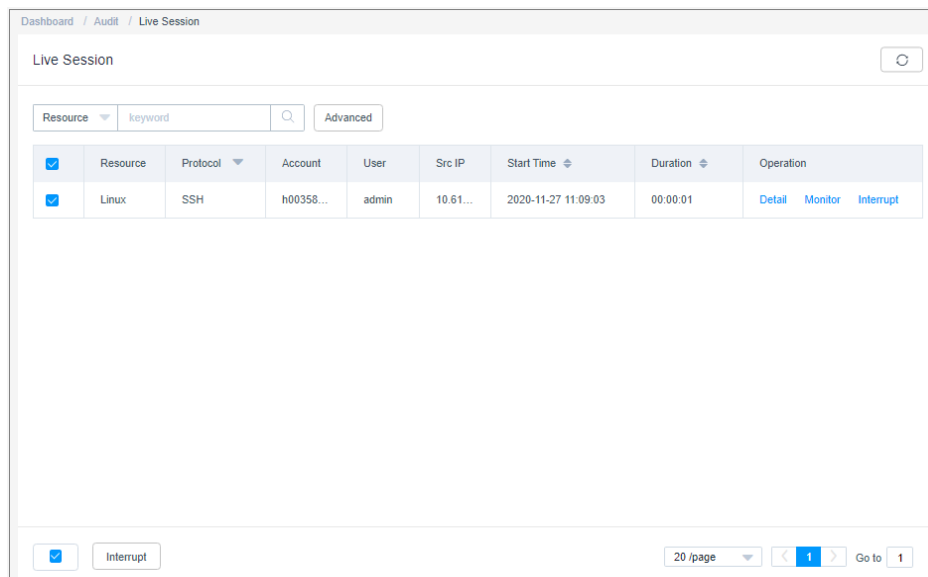 Dashboard / Audit / Live Session
Live Session
Resource keyword Advanced
Resource Protocol Account User Src IP Start Time Duration Operation
Linux SSH h00358... admin 10.61... 2020-11-27 11:09:03 00:00:01 Detail Monitor Interrupt
Interrupt 20 /page 1 Go to 1